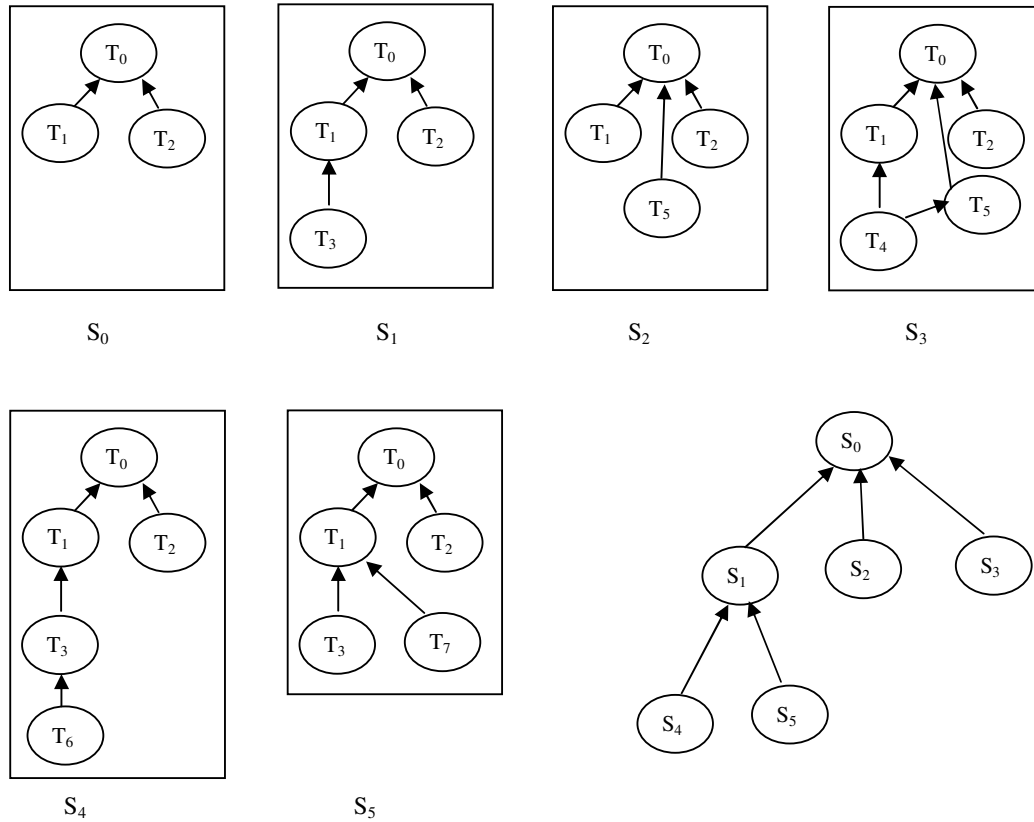 T₀
T₁
T₂
S₀
T₀
T₁
T₂
T₃
S₁
T₀
T₁
T₂
T₅
S₂
T₀
T₁
T₂
T₅
T₄
S₃
T₀
T₁
T₂
T₃
T₆
S₄
T₀
T₁
T₂
T₃
T₇
S₅
S₀
S₁
S₂
S₃
S₄
S₅